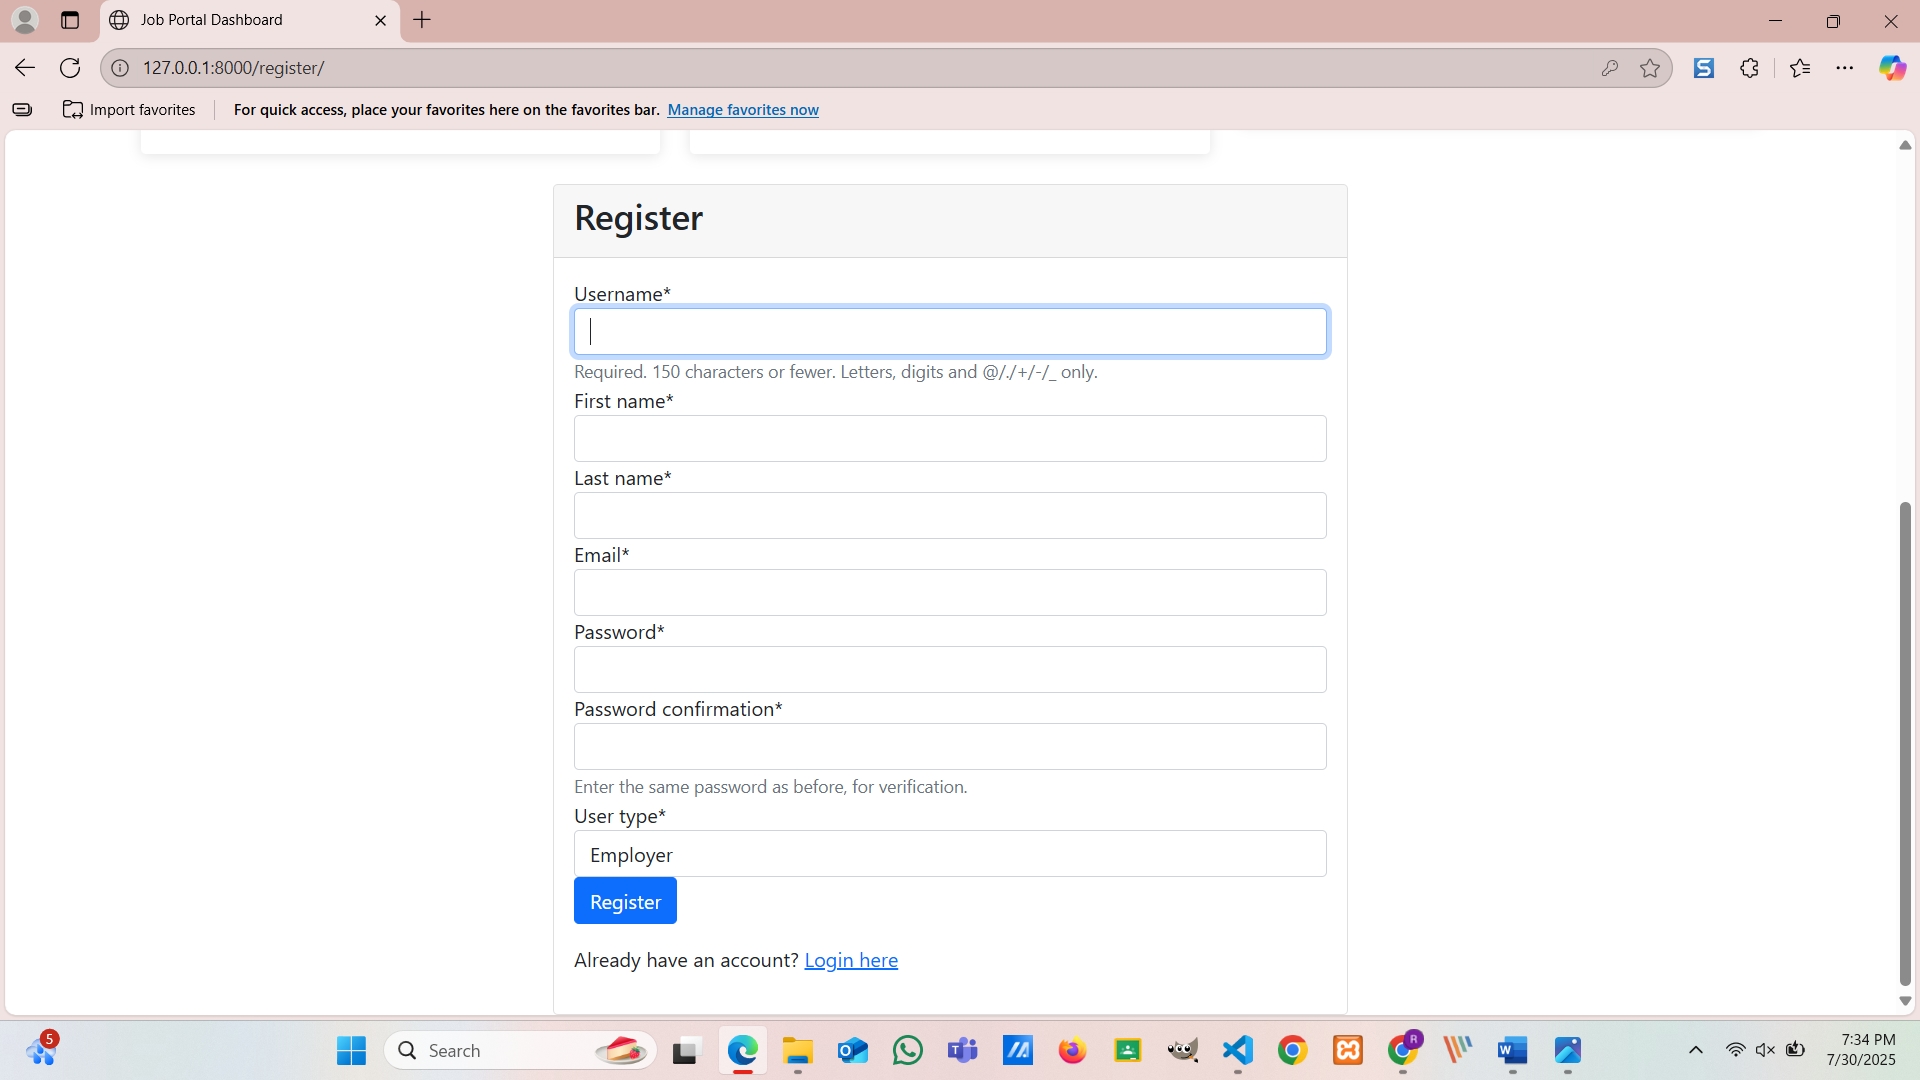 Job Portal Dashboard
127.0.0.1:8000/register/
Import favorites
For quick access, place your favorites here on the favorites bar. Manage favorites now
Register
Username*
Required. 150 characters or fewer. Letters, digits and @/./+/-/_ only.
First name*
Last name*
Email*
Password*
Password confirmation*
Enter the same password as before, for verification.
User type*
Employer
Register
Already have an account? Login here
5
Search
R
7:34 PM
7/30/2025